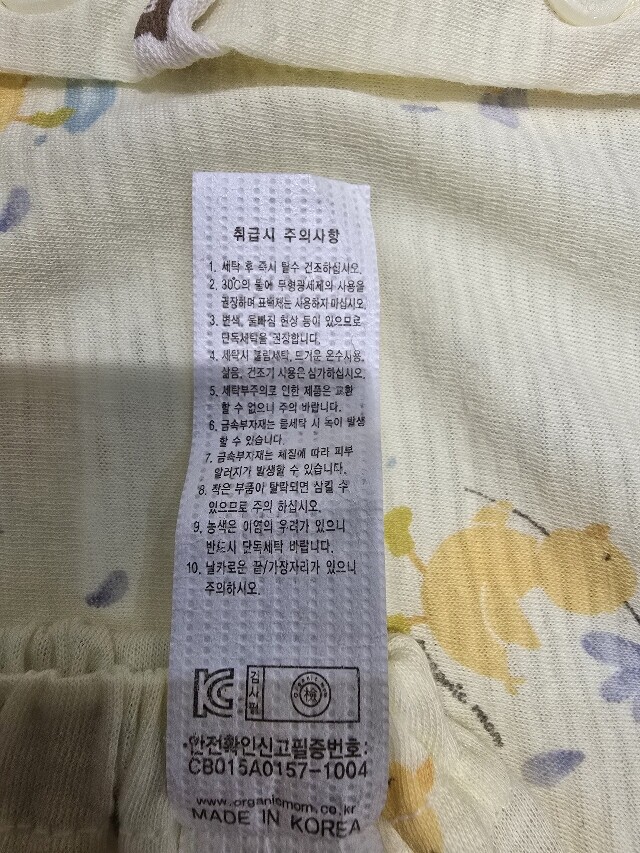 취급시 주의사항
1. 세탁 후 즉시 탈수 건조하십시오.
2. 30℃의 물에 무형광세제의 사용을
권장하며 표백제는 사용하지 마십시오.
3. 변색, 물빠짐 현상 등이 있으므로
단독세탁을 권장합니다.
4. 세탁시 불림세탁, 뜨거운 온수사용,
삶음, 건조기 사용은 삼가하십시오.
5. 세탁부주의로 인한 제품은 교환
할 수 없으니 주의 바랍니다.
6. 금속부자재는 물세탁 시 녹이 발생
할 수 있습니다.
7. 금속부자재는 체질에 따라 피부
알러지가 발생할 수 있습니다.
8. 작은 부품이 탈락되면 삼킬 수
있으므로 주의 하십시오.
9. 농색은 이염의 우려가 있으니
반드시 단독세탁 바랍니다.
10. 날카로운 끝/가장자리가 있으니
주의하십시오.
KC 검사필 organic mom 檢
안전확인신고필증번호:
CB015A0157-1004
www.organicmom.co.kr
MADE IN KOREA
organic mom